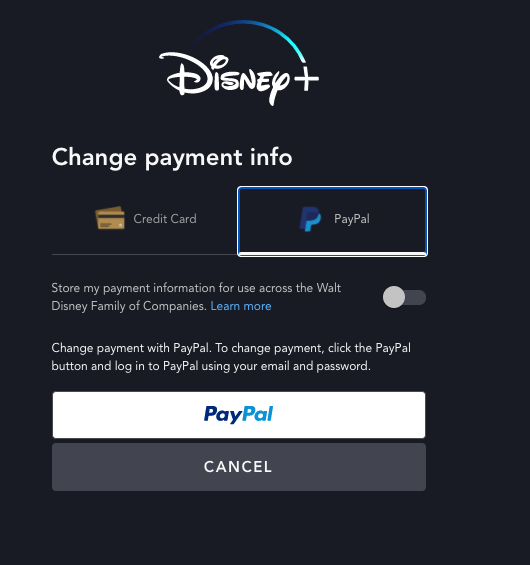 Disney+
Change payment info
Credit Card
PayPal
Store my payment information for use across the Walt
Disney Family of Companies. Learn more
Change payment with PayPal. To change payment, click the PayPal
button and log in to PayPal using your email and password.
PayPal
CANCEL